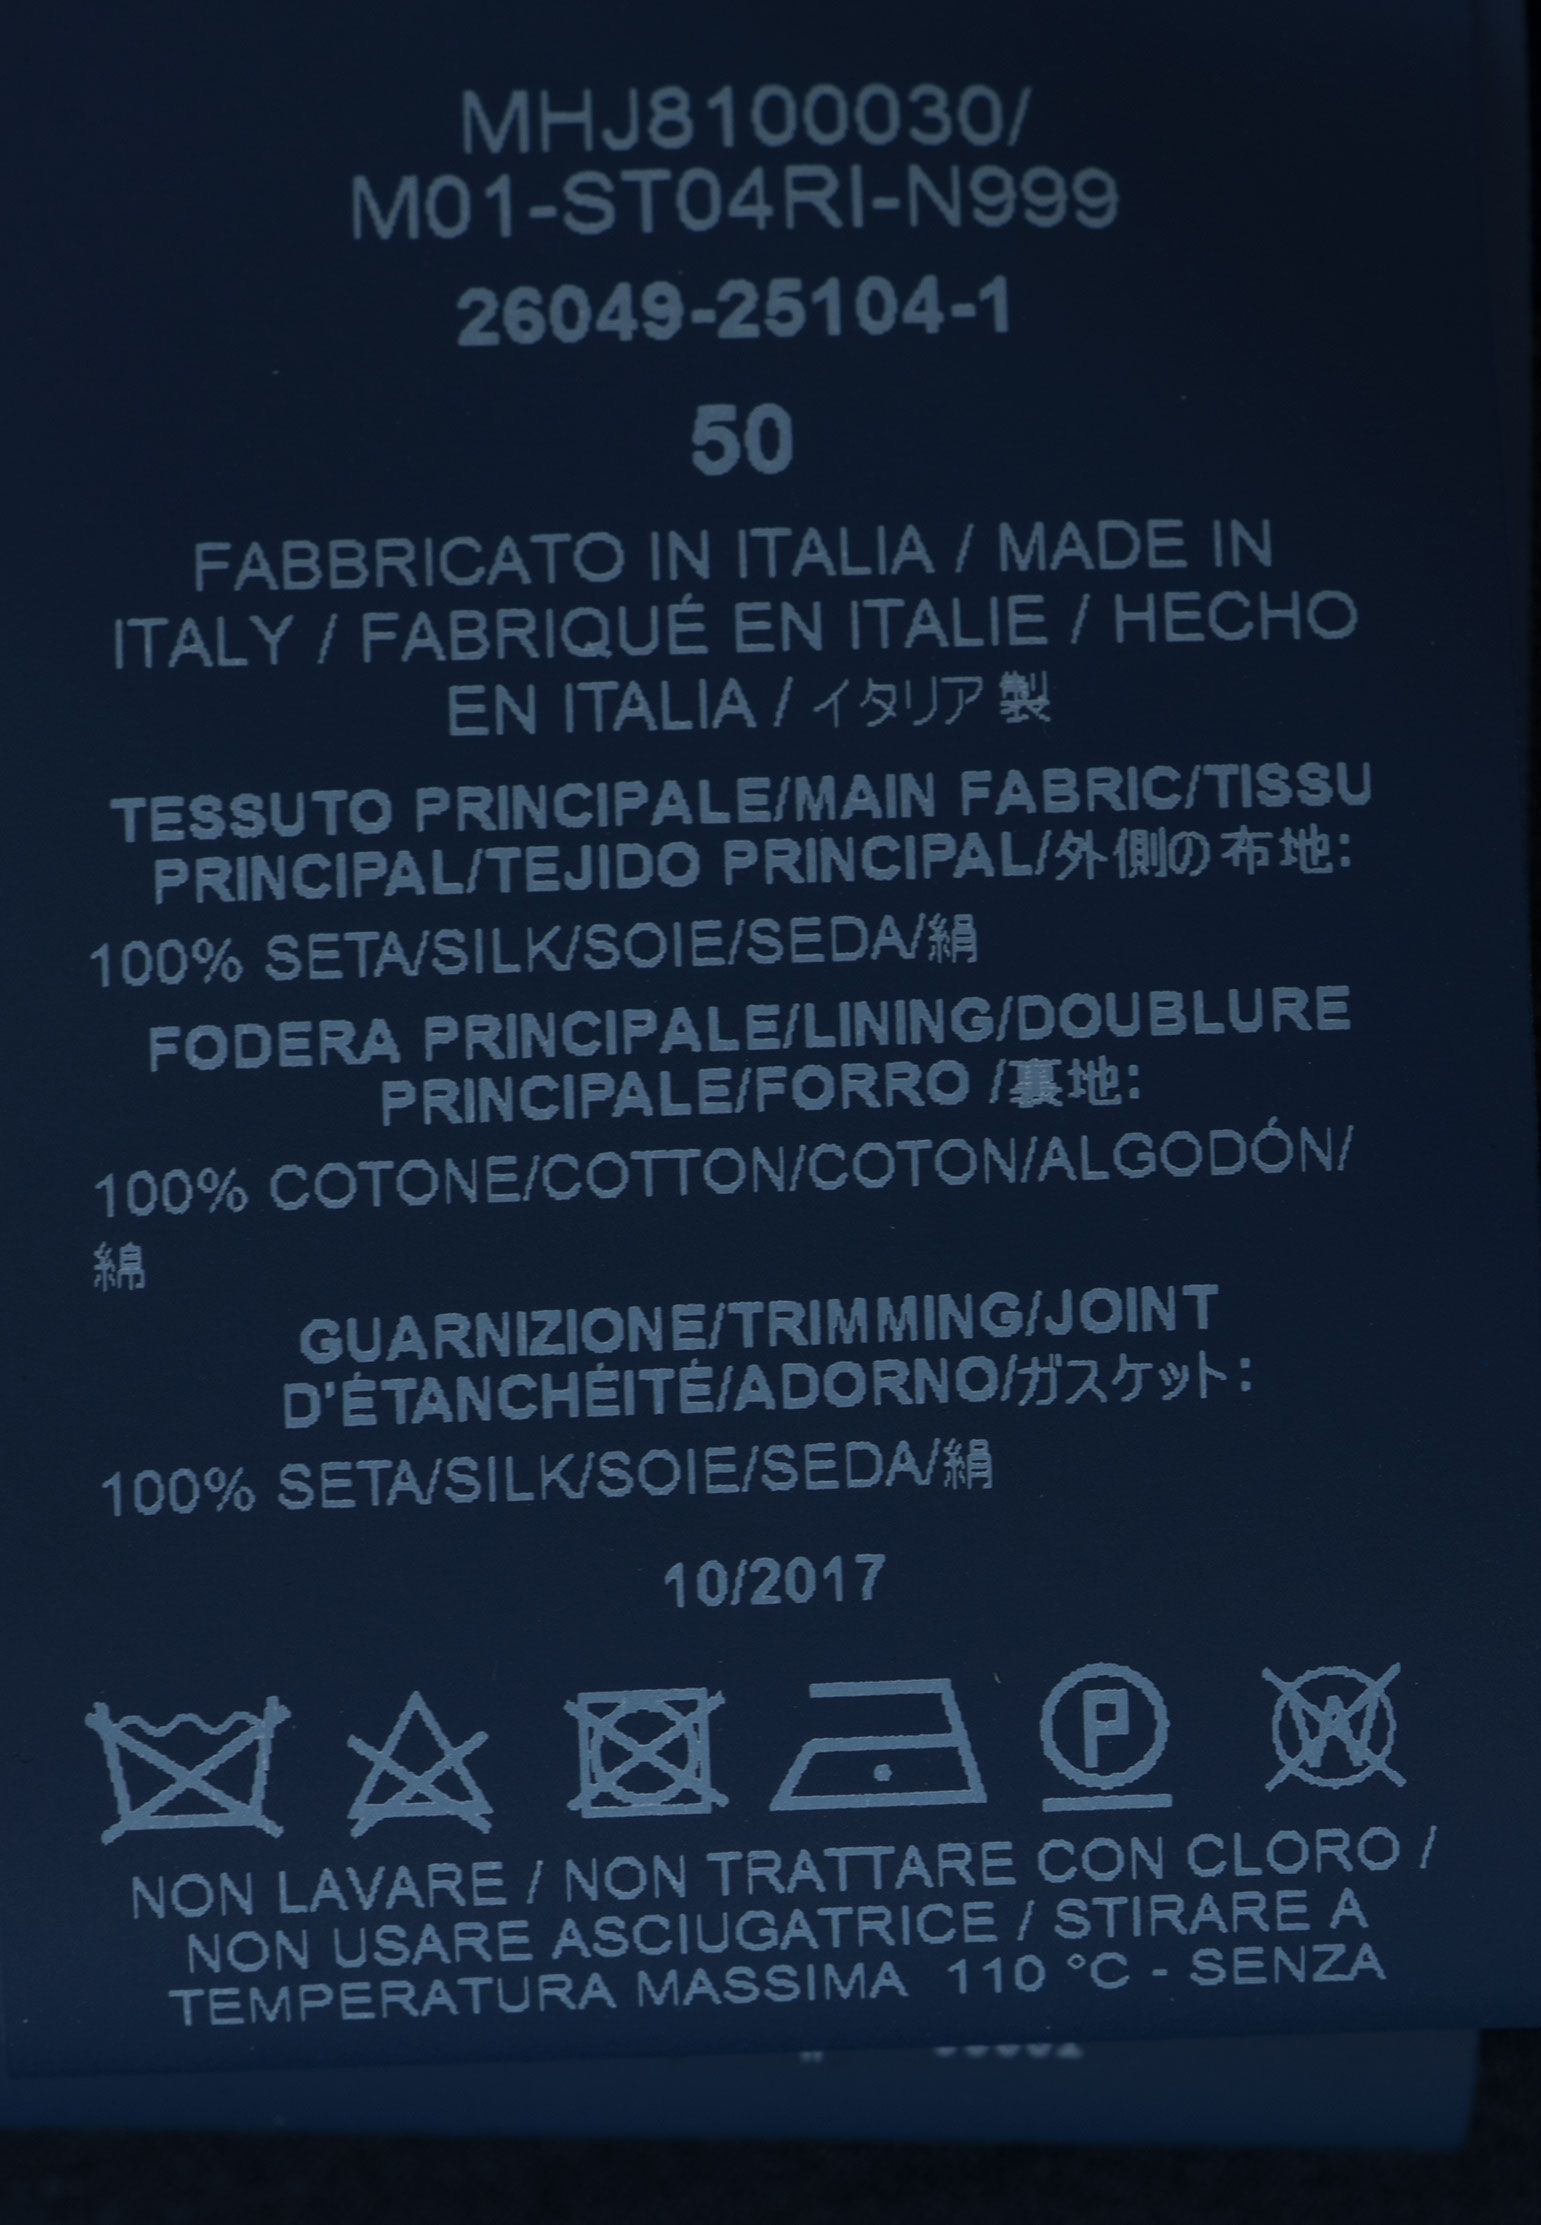 MHJ8100030/
M01-ST04RI-N999
26049-25104-1
50
FABBRICATO IN ITALIA / MADE IN
ITALY / FABRIQUÉ EN ITALIE / HECHO
EN ITALIA / イタリア製
TESSUTO PRINCIPALE/MAIN FABRIC/TISSU
PRINCIPAL/TEJIDO PRINCIPAL/外側の布地:
100% SETA/SILK/SOIE/SEDA/絹
FODERA PRINCIPALE/LINING/DOUBLURE
PRINCIPALE/FORRO /裏地:
100% COTONE/COTTON/COTON/ALGODÓN/
綿
GUARNIZIONE/TRIMMING/JOINT
D'ÉTANCHÉITÉ/ADORNO/ガスケット:
100% SETA/SILK/SOIE/SEDA/絹
10/2017
P W
NON LAVARE / NON TRATTARE CON CLORO /
NON USARE ASCIUGATRICE / STIRARE A
TEMPERATURA MASSIMA 110 °C - SENZA